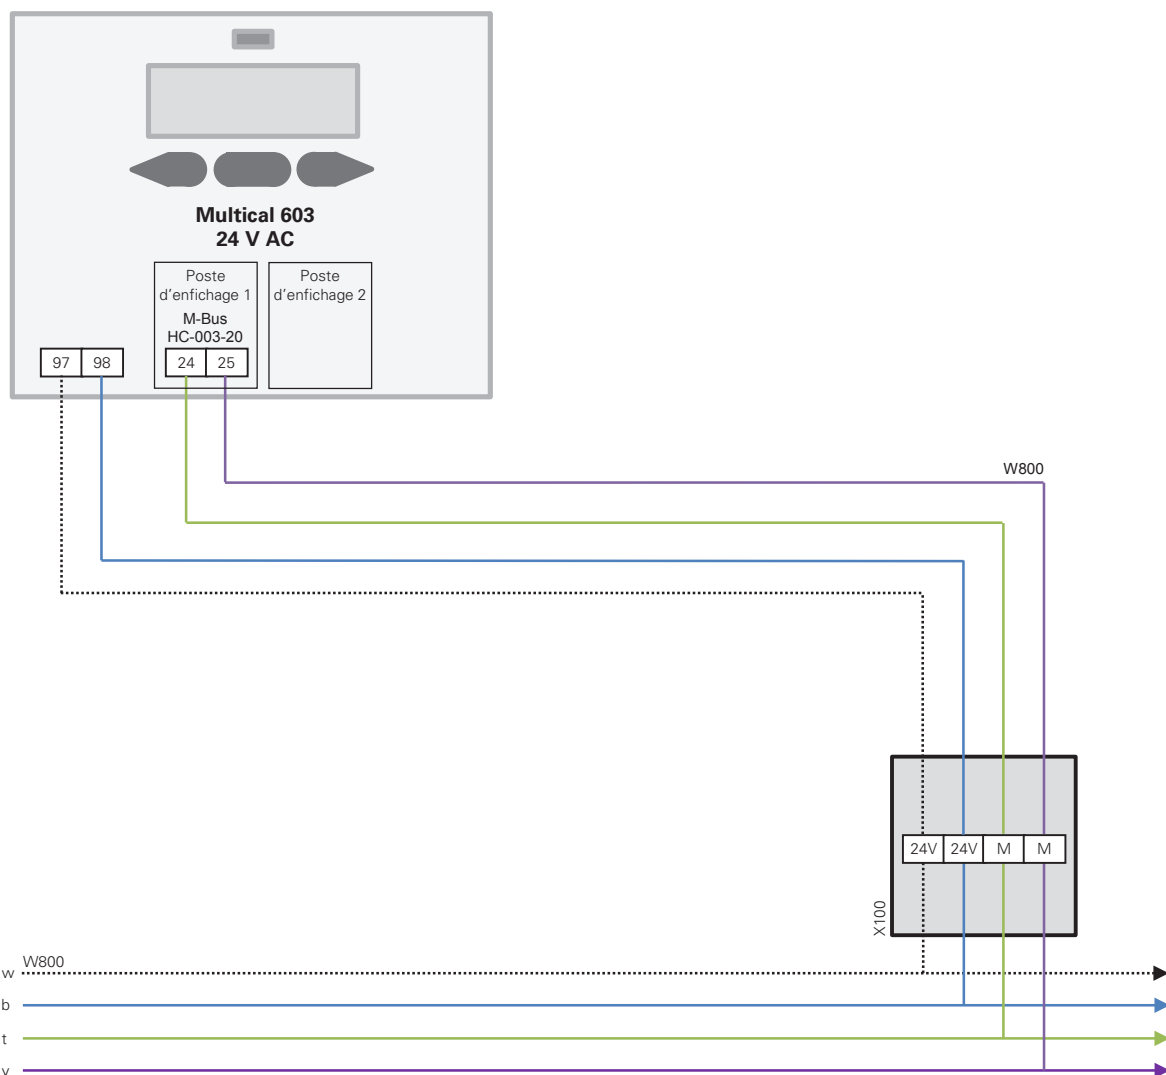 Multical 603
24 V AC
Poste
d'enfichage 1
Poste
d'enfichage 2
M-Bus
HC-003-20
97 98 24 25
W800
24V 24V M M
X100
W800
w
b
t
v